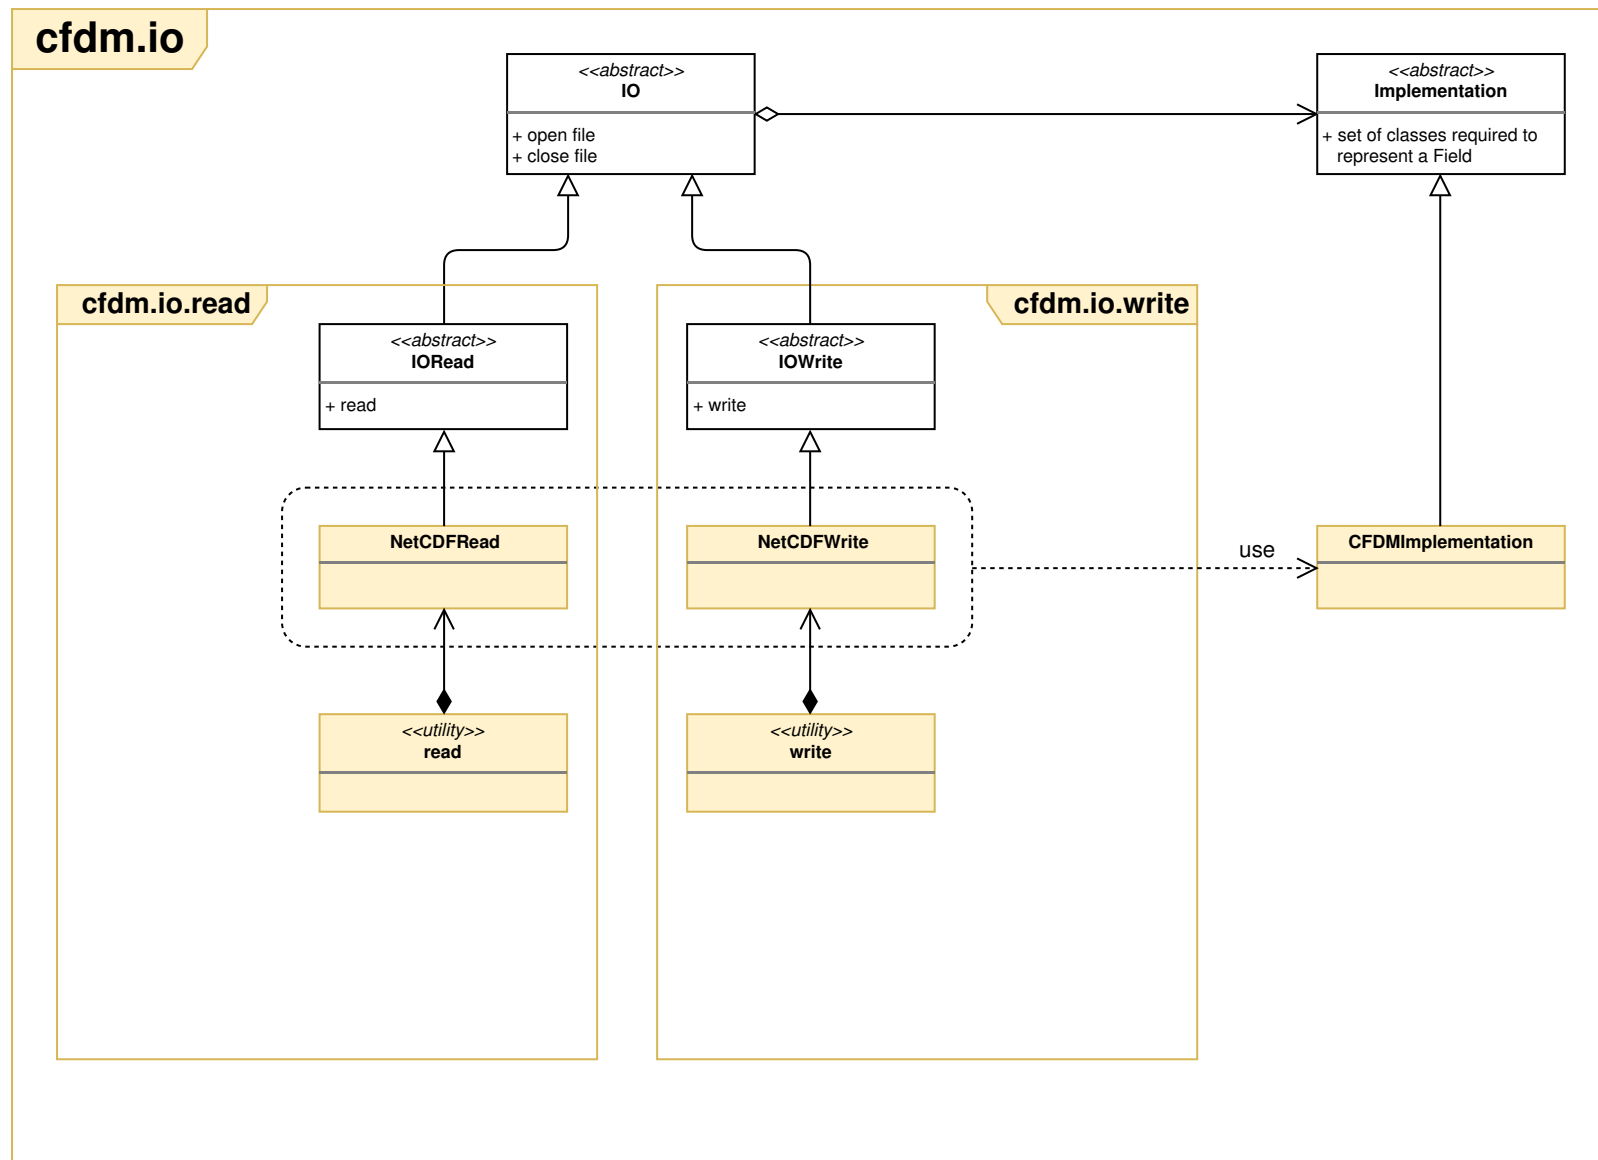 cfdm.io
<<abstract>>
IO
+ open file
+ close file
<<abstract>>
Implementation
+ set of classes required to
represent a Field
cfdm.io.read
<<abstract>>
IORead
+ read
cfdm.io.write
<<abstract>>
IOWrite
+ write
NetCDFRead
NetCDFWrite
use
CFDMImplementation
<<utility>>
read
<<utility>>
write